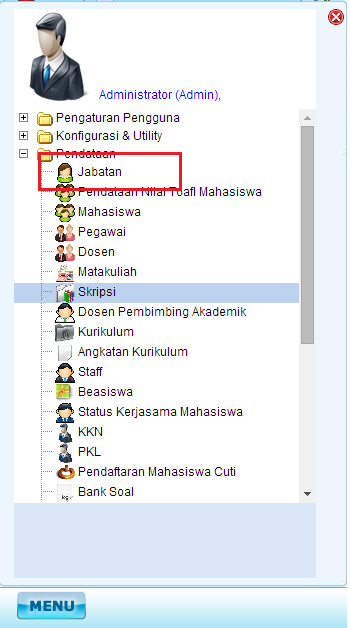 Administrator (Admin),
Pengaturan Pengguna
Konfigurasi & Utility
Pendataan
Jabatan
Pendataan Nilai Toafl Mahasiswa
Mahasiswa
Pegawai
Dosen
Matakuliah
Skripsi
Dosen Pembimbing Akademik
Kurikulum
Angkatan Kurikulum
Staff
Beasiswa
Status Kerjasama Mahasiswa
KKN
PKL
Pendaftaran Mahasiswa Cuti
Bank Soal
MENU